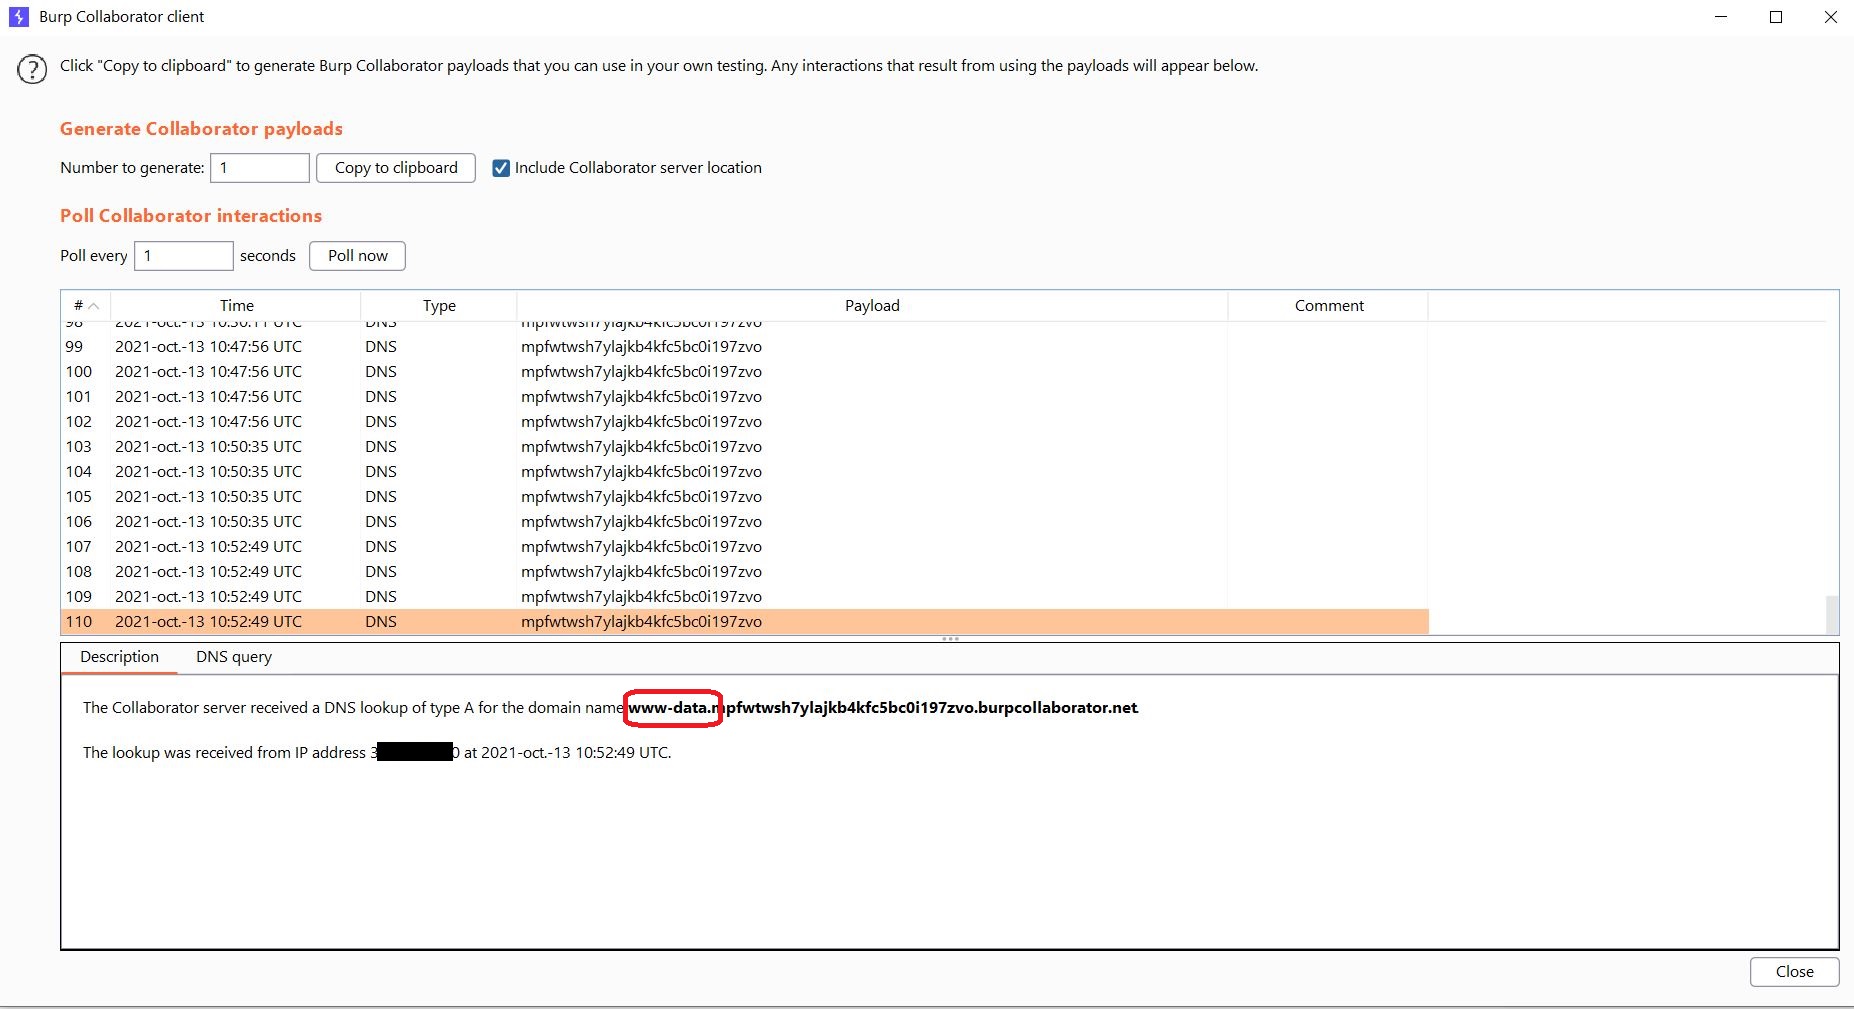 Burp Collaborator client
Click "Copy to clipboard" to generate Burp Collaborator payloads that you can use in your own testing. Any interactions that result from using the payloads will appear below.
Generate Collaborator payloads
Number to generate: 1 Copy to clipboard Include Collaborator server location
Poll Collaborator interactions
Poll every 1 seconds Poll now
# Time Type Payload Comment
99 2021-oct.-13 10:47:56 UTC DNS mpfwtwsh7ylajkb4kfc5bc0i197zvo
100 2021-oct.-13 10:47:56 UTC DNS mpfwtwsh7ylajkb4kfc5bc0i197zvo
101 2021-oct.-13 10:47:56 UTC DNS mpfwtwsh7ylajkb4kfc5bc0i197zvo
102 2021-oct.-13 10:47:56 UTC DNS mpfwtwsh7ylajkb4kfc5bc0i197zvo
103 2021-oct.-13 10:50:35 UTC DNS mpfwtwsh7ylajkb4kfc5bc0i197zvo
104 2021-oct.-13 10:50:35 UTC DNS mpfwtwsh7ylajkb4kfc5bc0i197zvo
105 2021-oct.-13 10:50:35 UTC DNS mpfwtwsh7ylajkb4kfc5bc0i197zvo
106 2021-oct.-13 10:50:35 UTC DNS mpfwtwsh7ylajkb4kfc5bc0i197zvo
107 2021-oct.-13 10:52:49 UTC DNS mpfwtwsh7ylajkb4kfc5bc0i197zvo
108 2021-oct.-13 10:52:49 UTC DNS mpfwtwsh7ylajkb4kfc5bc0i197zvo
109 2021-oct.-13 10:52:49 UTC DNS mpfwtwsh7ylajkb4kfc5bc0i197zvo
110 2021-oct.-13 10:52:49 UTC DNS mpfwtwsh7ylajkb4kfc5bc0i197zvo
Description DNS query
The Collaborator server received a DNS lookup of type A for the domain name www-data.mpfwtwsh7ylajkb4kfc5bc0i197zvo.burpcollaborator.net
The lookup was received from IP address 3 0 at 2021-oct.-13 10:52:49 UTC.
Close